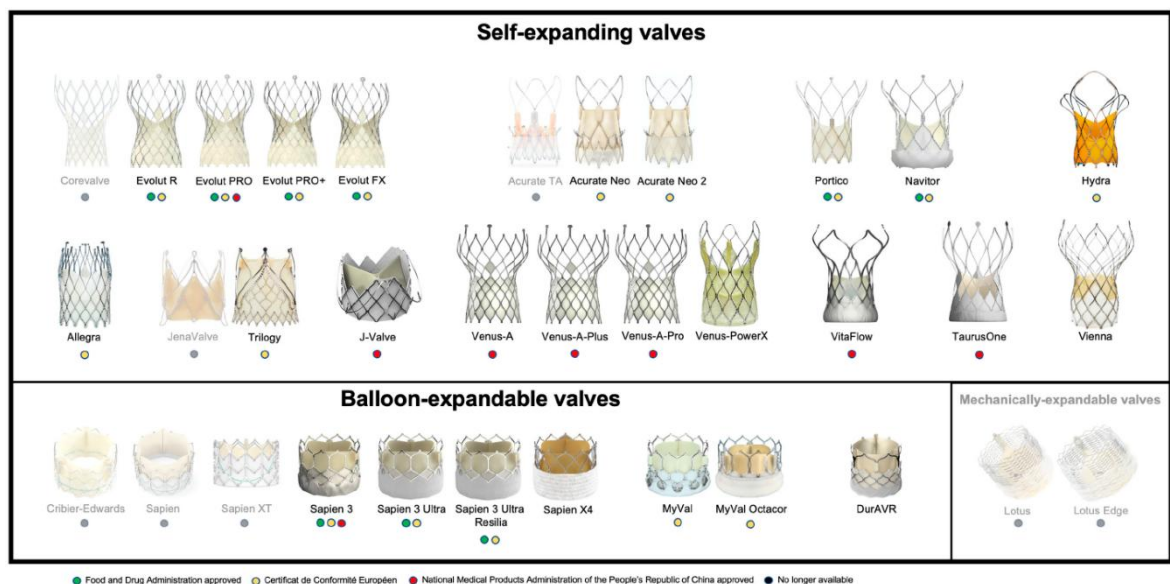 Self-expanding valves
Corevalve Evolut R Evolut PRO Evolut PRO+ Evolut FX Acurate TA Acurate Neo Acurate Neo 2 Portico Navitor Hydra
Allegra JenaValve Trilogy J-Valve Venus-A Venus-A-Plus Venus-A-Pro Venus-PowerX VitaFlow TaurusOne Vienna
Balloon-expandable valves
Mechanically-expandable valves
Cribier-Edwards Sapien Sapien XT Sapien 3 Sapien 3 Ultra Sapien 3 Ultra Sapien X4 MyVal MyVal Octacor DurAVR Lotus Lotus Edge
Resilia
Food and Drug Administration approved Certificat de Conformité Européen National Medical Products Administration of the People's Republic of China approved No longer available